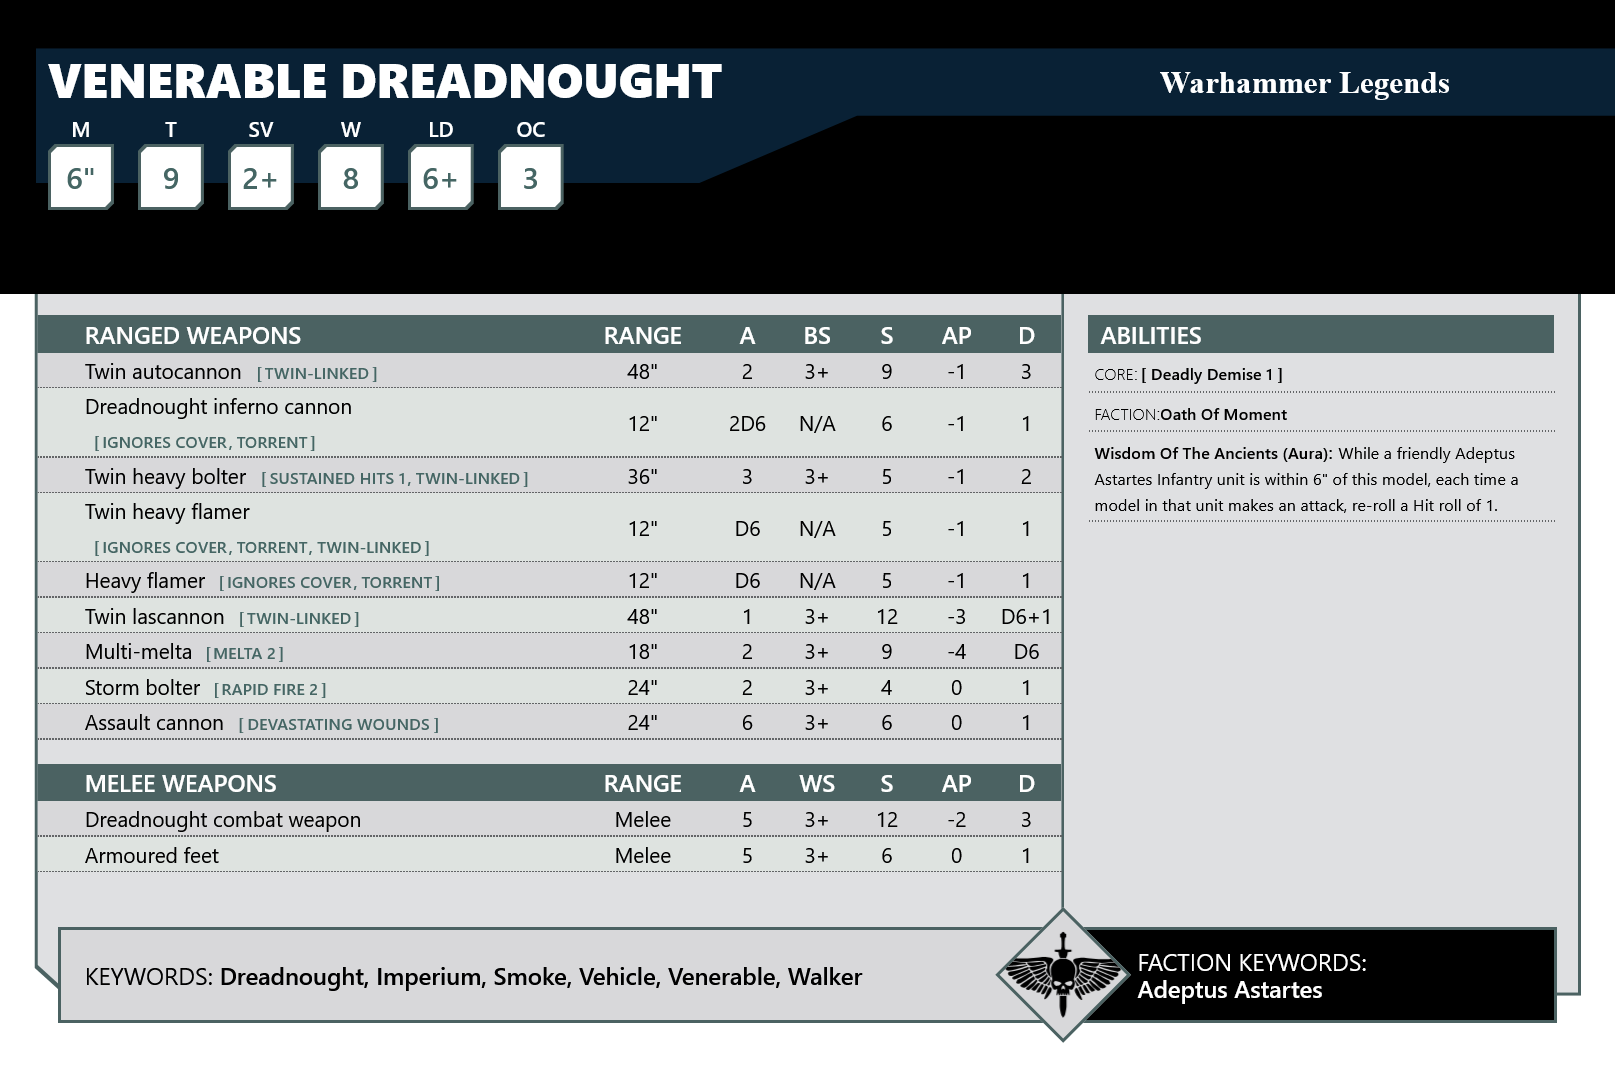 VENERABLE DREADNOUGHT
Warhammer Legends
M T SV W LD OC
6" 9 2+ 8 6+ 3
RANGED WEAPONS RANGE A BS S AP D
Twin autocannon [ TWIN-LINKED ] 48" 2 3+ 9 -1 3
Dreadnought inferno cannon
[ IGNORES COVER, TORRENT ] 12" 2D6 N/A 6 -1 1
Twin heavy bolter [ SUSTAINED HITS 1, TWIN-LINKED ] 36" 3 3+ 5 -1 2
Twin heavy flamer
[ IGNORES COVER, TORRENT, TWIN-LINKED ] 12" D6 N/A 5 -1 1
Heavy flamer [ IGNORES COVER, TORRENT ] 12" D6 N/A 5 -1 1
Twin lascannon [ TWIN-LINKED ] 48" 1 3+ 12 -3 D6+1
Multi-melta [ MELTA 2 ] 18" 2 3+ 9 -4 D6
Storm bolter [ RAPID FIRE 2 ] 24" 2 3+ 4 0 1
Assault cannon [ DEVASTATING WOUNDS ] 24" 6 3+ 6 0 1
MELEE WEAPONS RANGE A WS S AP D
Dreadnought combat weapon Melee 5 3+ 12 -2 3
Armoured feet Melee 5 3+ 6 0 1
ABILITIES
CORE: [ Deadly Demise 1 ]
FACTION:Oath Of Moment
Wisdom Of The Ancients (Aura): While a friendly Adeptus
Astartes Infantry unit is within 6" of this model, each time a
model in that unit makes an attack, re-roll a Hit roll of 1.
KEYWORDS: Dreadnought, Imperium, Smoke, Vehicle, Venerable, Walker
FACTION KEYWORDS:
Adeptus Astartes